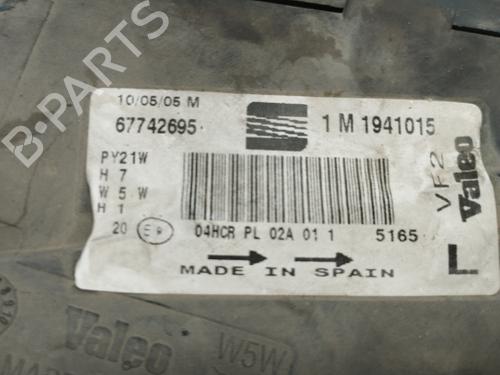 10/05/05 M
67742695
1 M 1941015
PY21W
H 7
W 5 W
H 1
20
04HCR PL 02A 01 1
5165
MADE IN SPAIN
VF2
Valeo
L
Valeo
W5W
B-PARTS